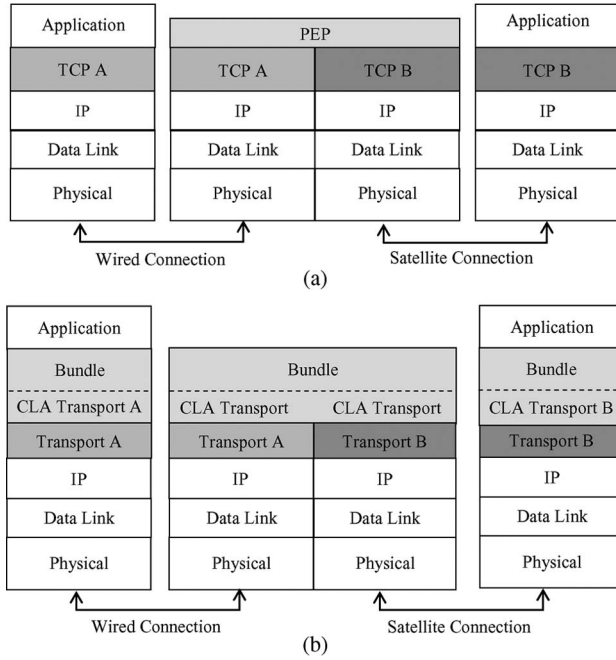 Application
TCP A
IP
Data Link
Physical
PEP
TCP A
TCP B
IP
IP
Data Link
Data Link
Physical
Physical
Application
TCP B
IP
Data Link
Physical
Wired Connection
Satellite Connection
(a)
Application
Bundle
CLA Transport A
Transport A
IP
Data Link
Physical
Bundle
CLA Transport
CLA Transport
Transport A
Transport B
IP
IP
Data Link
Data Link
Physical
Physical
Application
Bundle
CLA Transport B
Transport B
IP
Data Link
Physical
Wired Connection
Satellite Connection
(b)